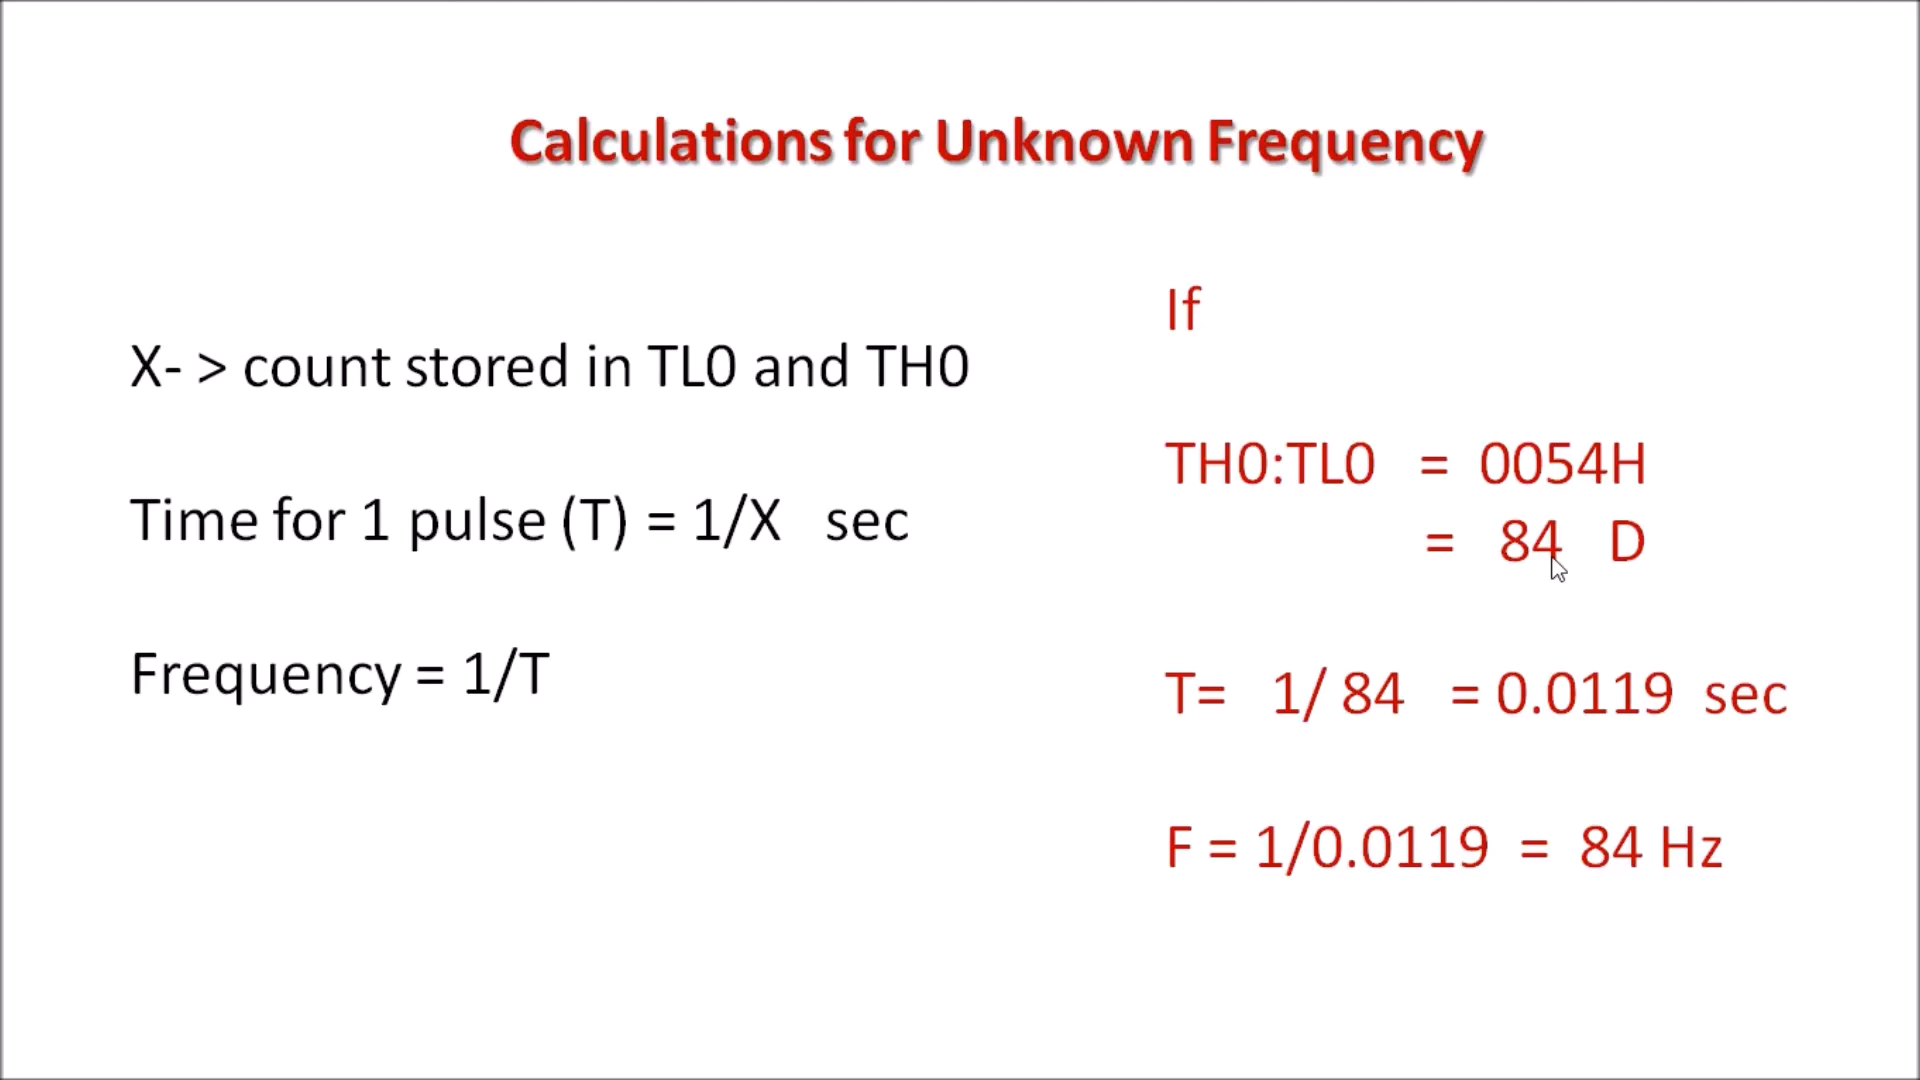 Calculations for Unknown Frequency
X- > count stored in TL0 and TH0
Time for 1 pulse (T) = 1/X sec
Frequency = 1/T
If
TH0:TL0 = 0054H
= 84 D
T= 1/ 84 = 0.0119 sec
F = 1/0.0119 = 84 Hz